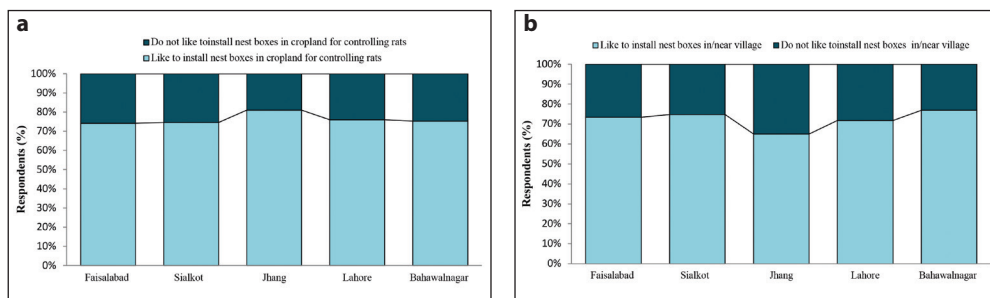 a
Do not like toinstall nest boxes in cropland for controlling rats
Like to install nest boxes in cropland for controlling rats
Respondents (%)
100%
90%
80%
70%
60%
50%
40%
30%
20%
10%
0%
Faisalabad Sialkot Jhang Lahore Bahawalnagar
b
Like to install nest boxes in/near village Do not like toinstall nest boxes in/near village
Respondents (%)
100%
90%
80%
70%
60%
50%
40%
30%
20%
10%
0%
Faisalabad Sialkot Jhang Lahore Bahawalnagar